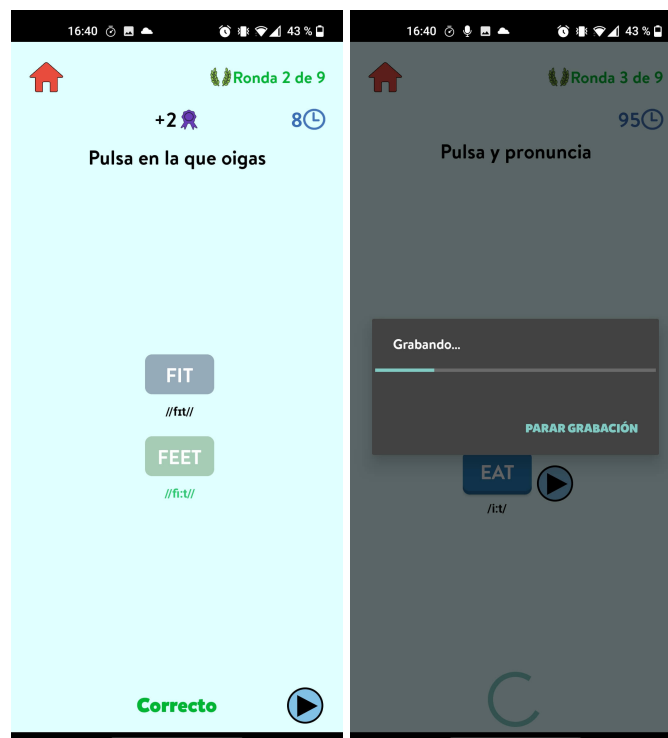 16:40
43 %
Ronda 2 de 9
+2
8
Pulsa en la que oigas
FIT
//fɪt//
FEET
//fi:t//
Correcto
16:40
43 %
Ronda 3 de 9
95
Pulsa y pronuncia
Grabando...
PARAR GRABACIÓN
EAT
/i:t/